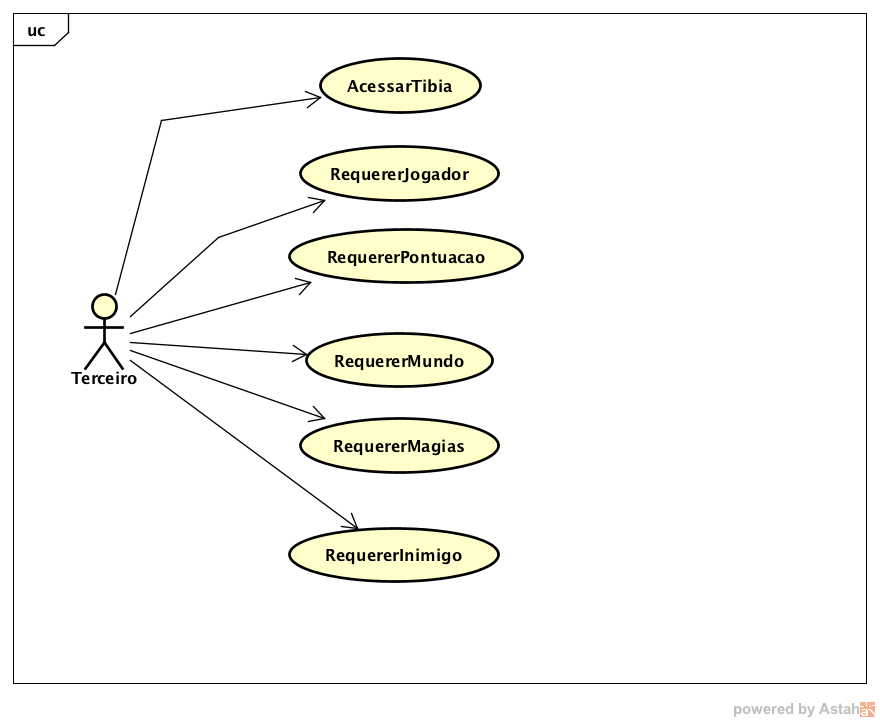 uc
AcessarTibia
RequererJogador
RequererPontuacao
RequererMundo
Terceiro
RequererMagias
RequererInimigo
powered by Astah